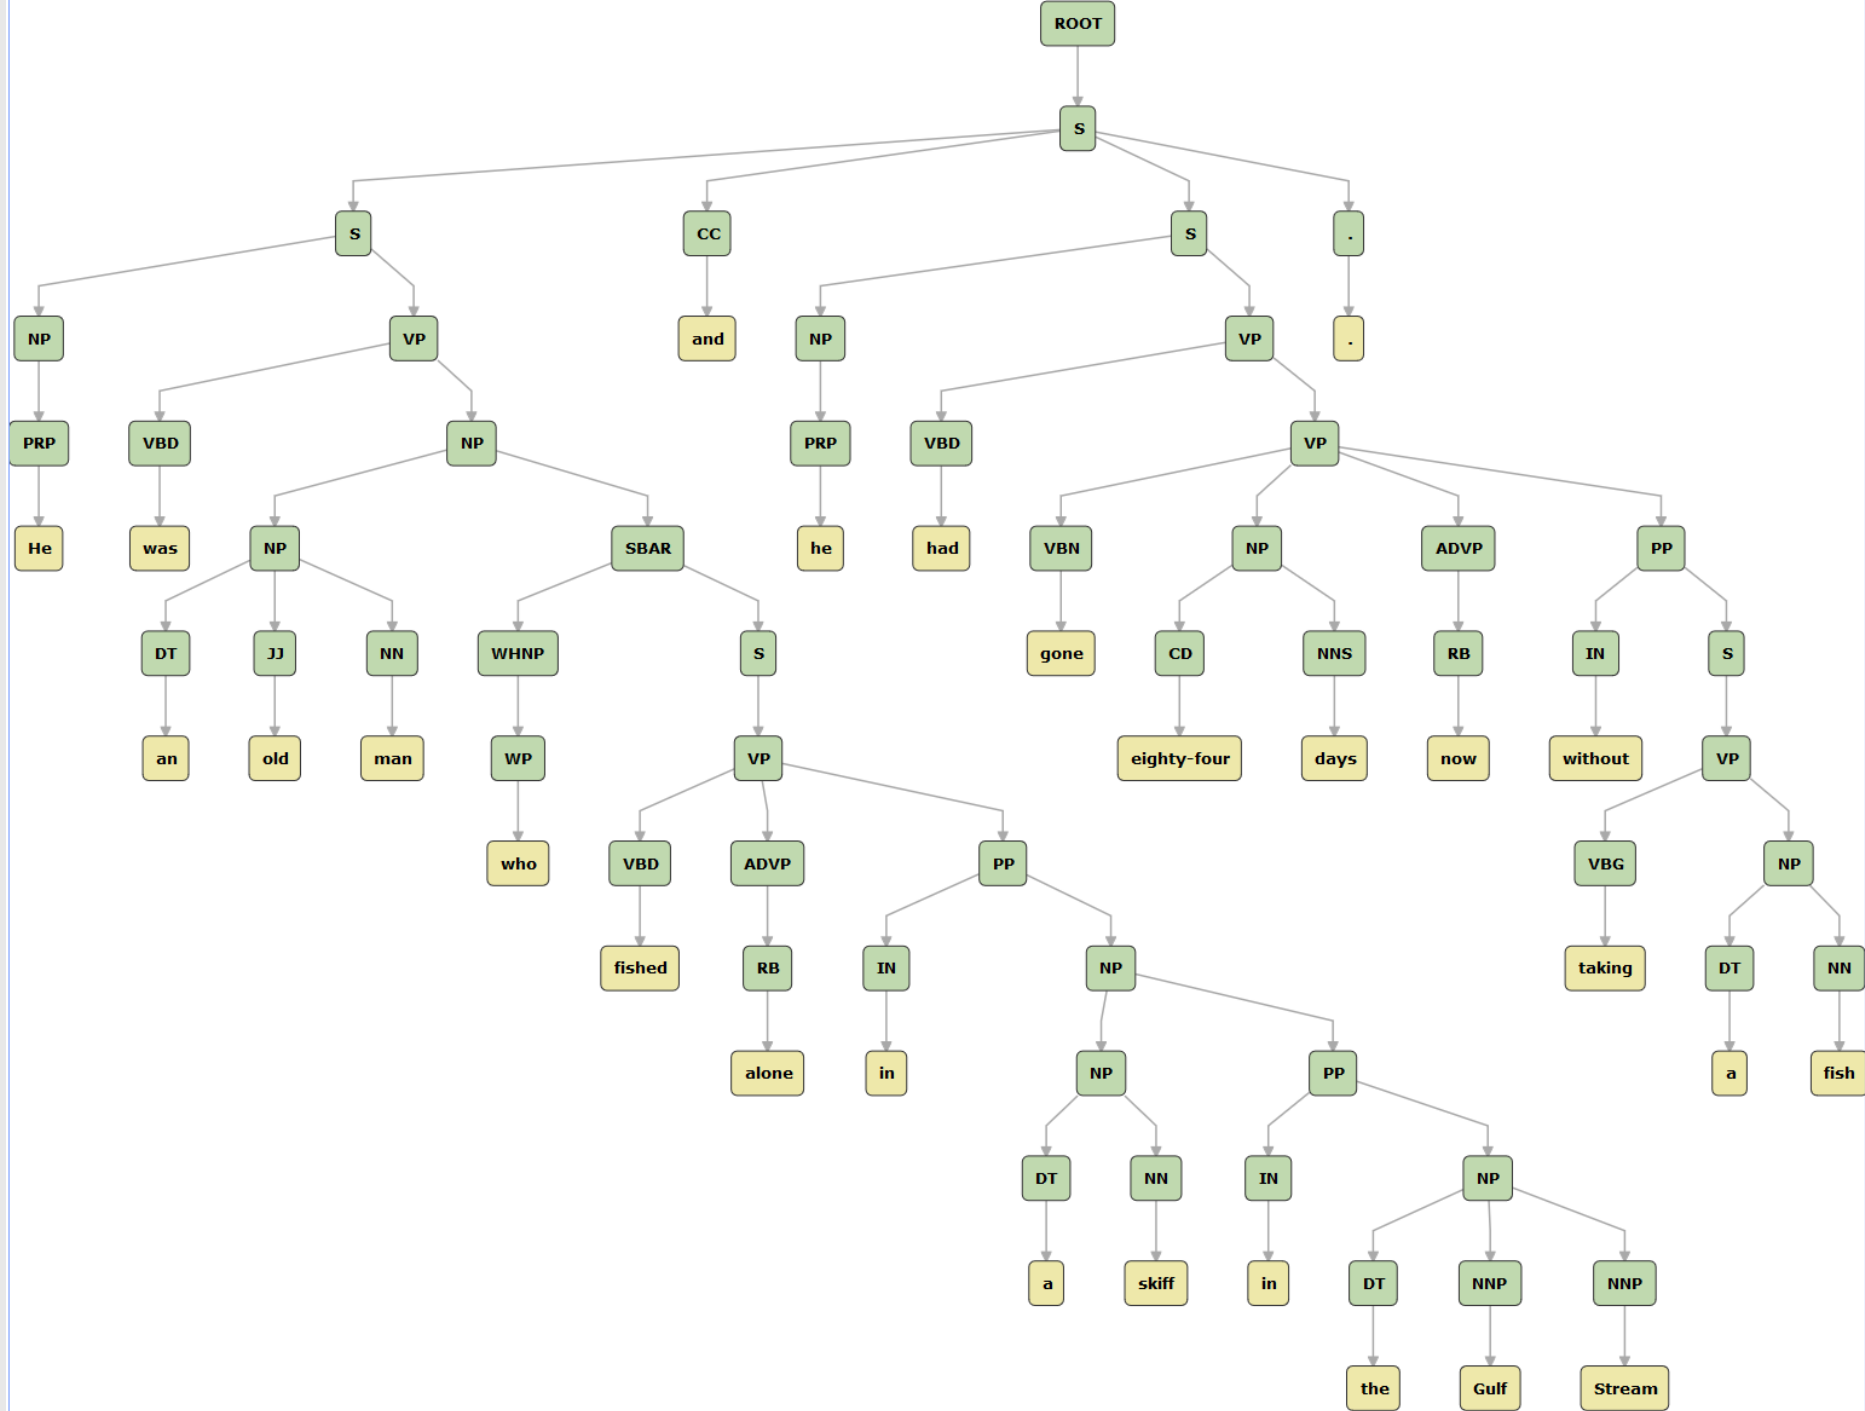 ROOT
S
S CC S .
NP VP and NP VP .
PRP VBD NP PRP VBD VP
He was NP SBAR he had VBN NP ADVP PP
DT JJ NN WHNP S gone CD NNS RB IN S
an old man WP VP eighty-four days now without VP
who VBD ADVP PP VBG NP
fished RB IN NP taking DT NN
alone in NP PP a fish
DT NN IN NP
a skiff in DT NNP NNP
the Gulf Stream